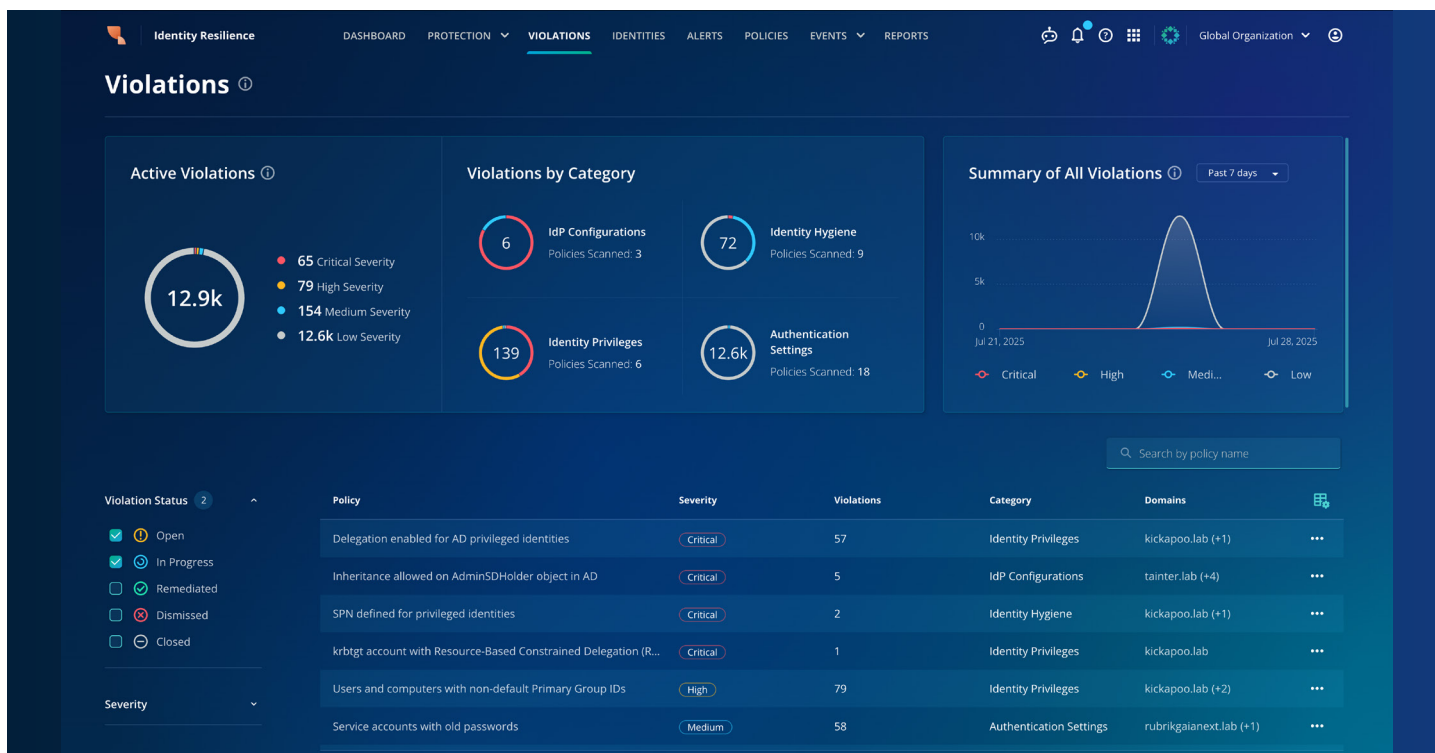 Identity Resilience
DASHBOARD PROTECTION VIOLATIONS IDENTITIES ALERTS POLICIES EVENTS REPORTS
Global Organization
Violations
Active Violations
12.9k
65 Critical Severity
79 High Severity
154 Medium Severity
12.6k Low Severity
Violations by Category
6
IdP Configurations
Policies Scanned: 3
72
Identity Hygiene
Policies Scanned: 9
139
Identity Privileges
Policies Scanned: 6
12.6k
Authentication
Settings
Policies Scanned: 18
Summary of All Violations
Past 7 days
10k
5k
0
Jul 21, 2025 Jul 28, 2025
Critical High Medi... Low
Search by policy name
Violation Status 2
Open
In Progress
Remediated
Dismissed
Closed
Severity
Policy Severity Violations Category Domains
Delegation enabled for AD privileged identities Critical 57 Identity Privileges kickapoo.lab (+1)
Inheritance allowed on AdminSDHolder object in AD Critical 5 IdP Configurations tainter.lab (+4)
SPN defined for privileged identities Critical 2 Identity Hygiene kickapoo.lab (+1)
krbtgt account with Resource-Based Constrained Delegation (R... Critical 1 Identity Privileges kickapoo.lab
Users and computers with non-default Primary Group IDs High 79 Identity Privileges kickapoo.lab (+2)
Service accounts with old passwords Medium 58 Authentication Settings rubrikgaianext.lab (+1)